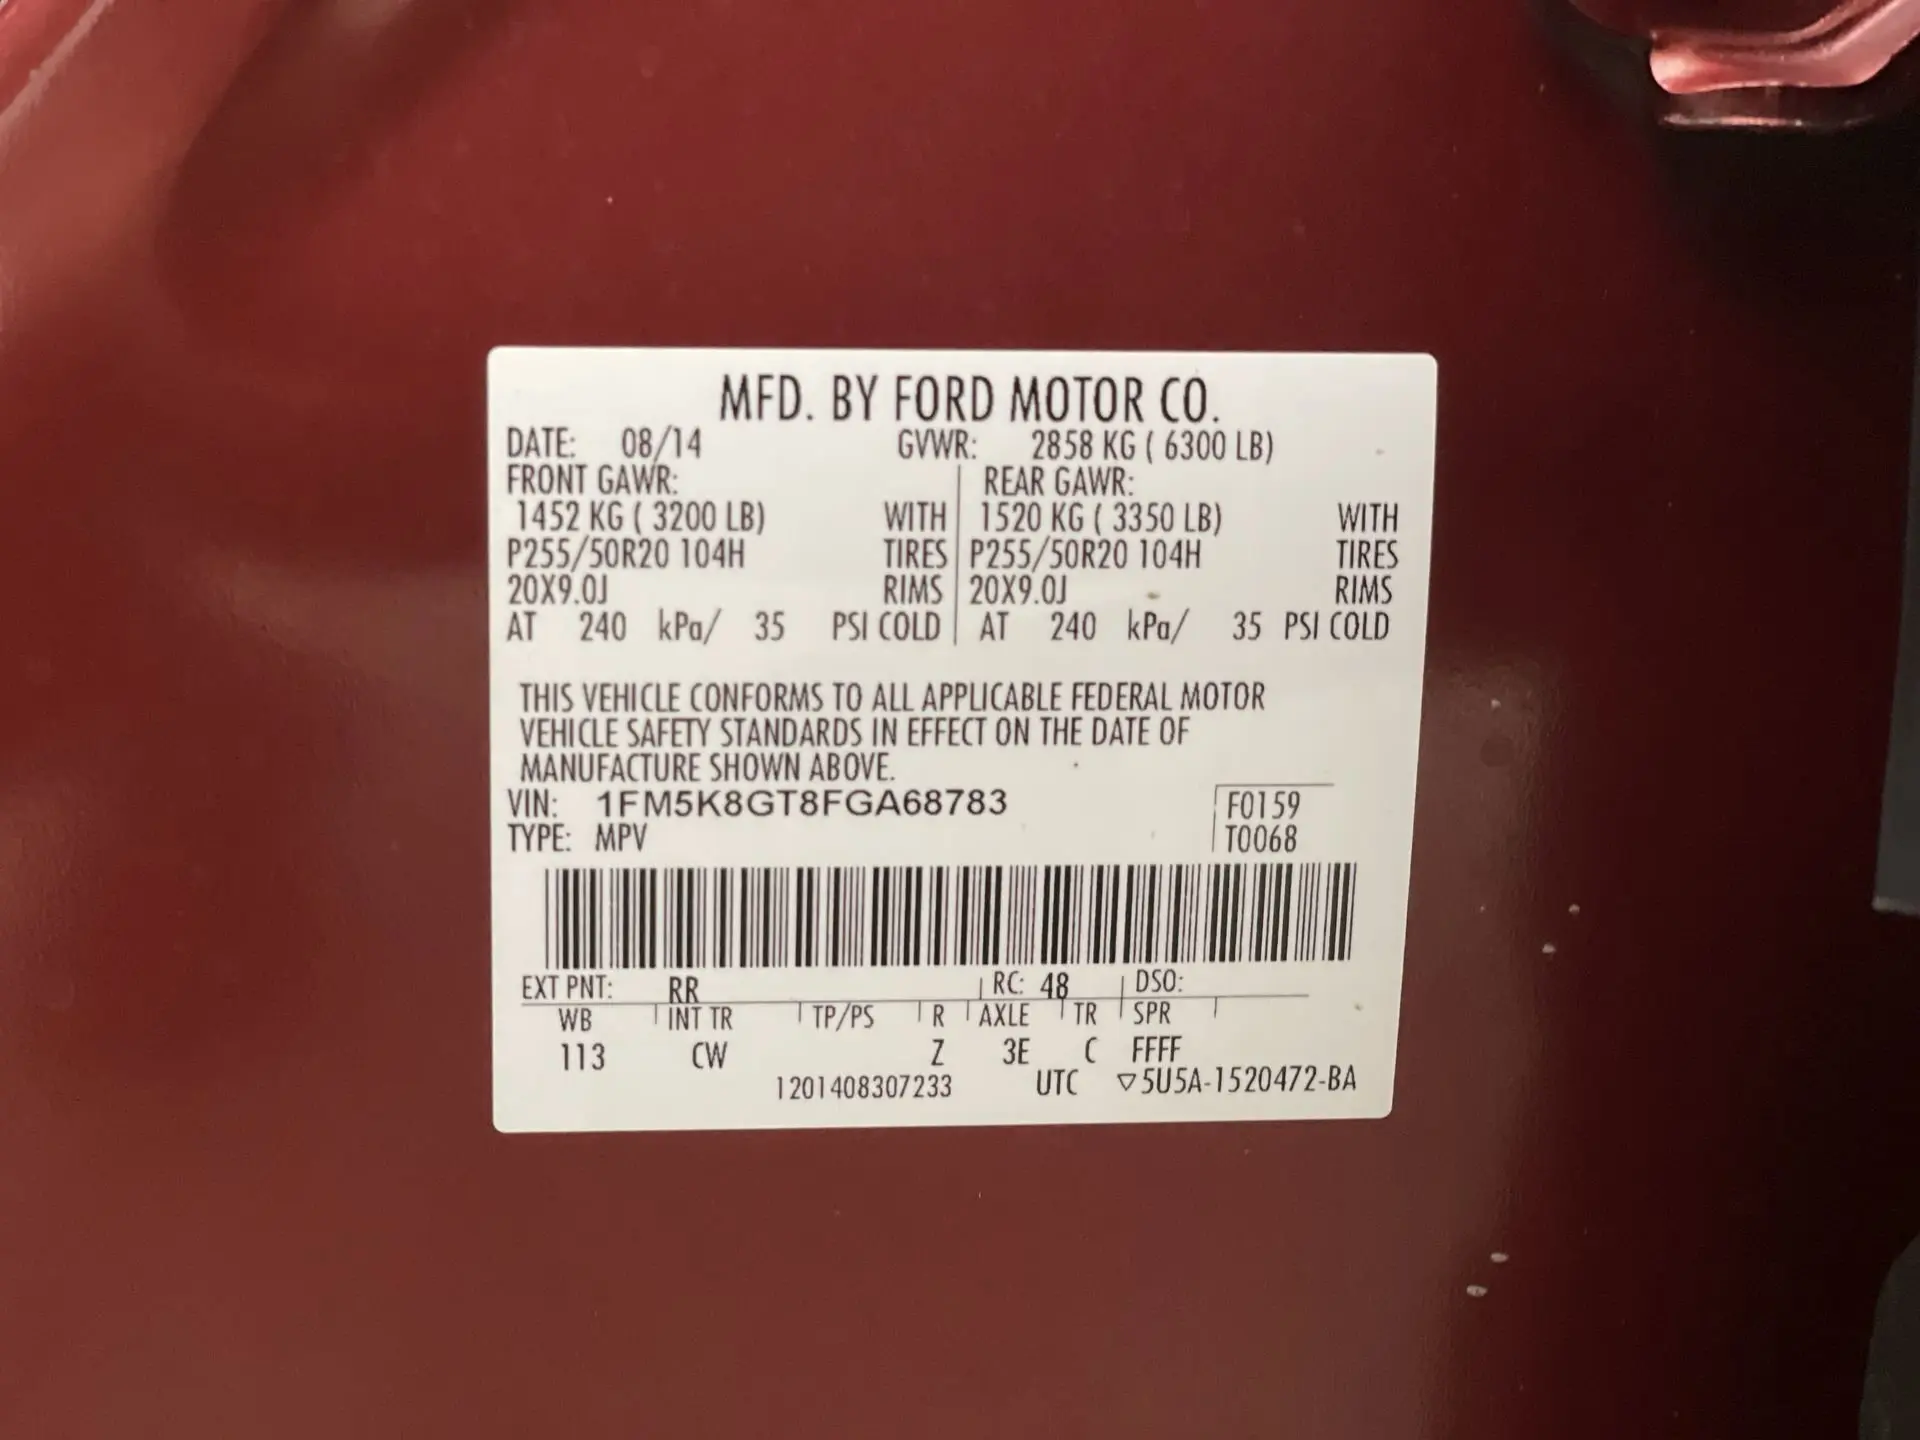 MFD. BY FORD MOTOR CO.
DATE: 08/14 GVWR: 2858 KG ( 6300 LB)
FRONT GAWR: REAR GAWR:
1452 KG ( 3200 LB) WITH 1520 KG ( 3350 LB) WITH
P255/50R20 104H TIRES P255/50R20 104H TIRES
20X9.0J RIMS 20X9.0J RIMS
AT 240 kPa/ 35 PSI COLD AT 240 kPa/ 35 PSI COLD
THIS VEHICLE CONFORMS TO ALL APPLICABLE FEDERAL MOTOR
VEHICLE SAFETY STANDARDS IN EFFECT ON THE DATE OF
MANUFACTURE SHOWN ABOVE.
VIN: 1FM5K8GT8FGA68783 F0159
TYPE: MPV T0068
EXT PNT: RR RC: 48 DSO:
WB INT TR TP/PS R AXLE TR SPR
113 CW Z 3E C FFFF
1201408307233 UTC ▽5U5A-1520472-BA